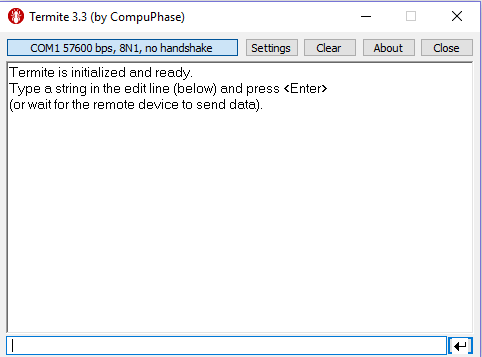 Termite 3.3 (by CompuPhase)
COM1 57600 bps, 8N1, no handshake Settings Clear About Close
Termite is initialized and ready.
Type a string in the edit line (below) and press <Enter>
(or wait for the remote device to send data).